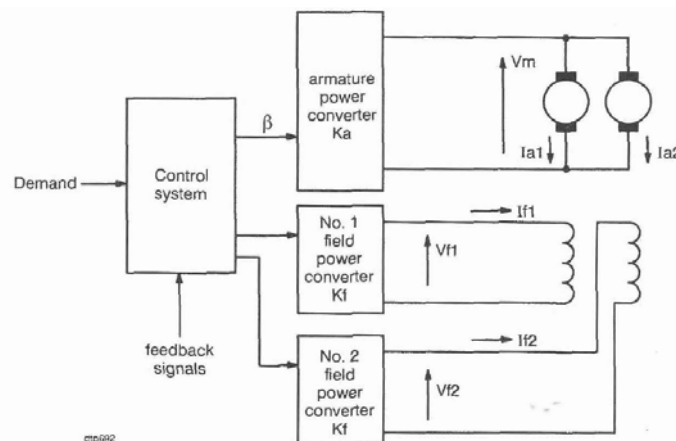 armature
power
converter
Ka
Vm
Ia1
Ia2
β
Demand
Control
system
feedback
signals
No. 1
field
power
converter
Kf
If1
Vf1
No. 2
field
power
converter
Kf
If2
Vf2